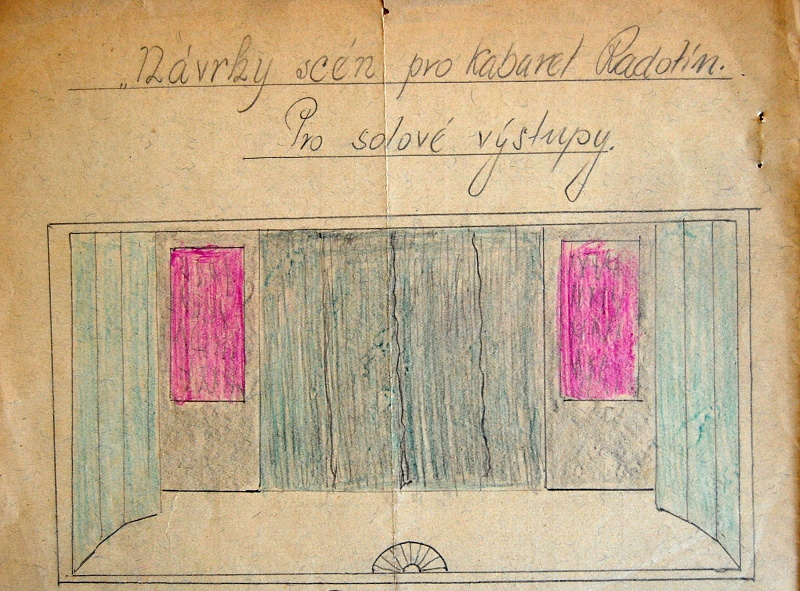 „Návrhy scén pro Kabaret Radotín.
Pro solové výstupy.